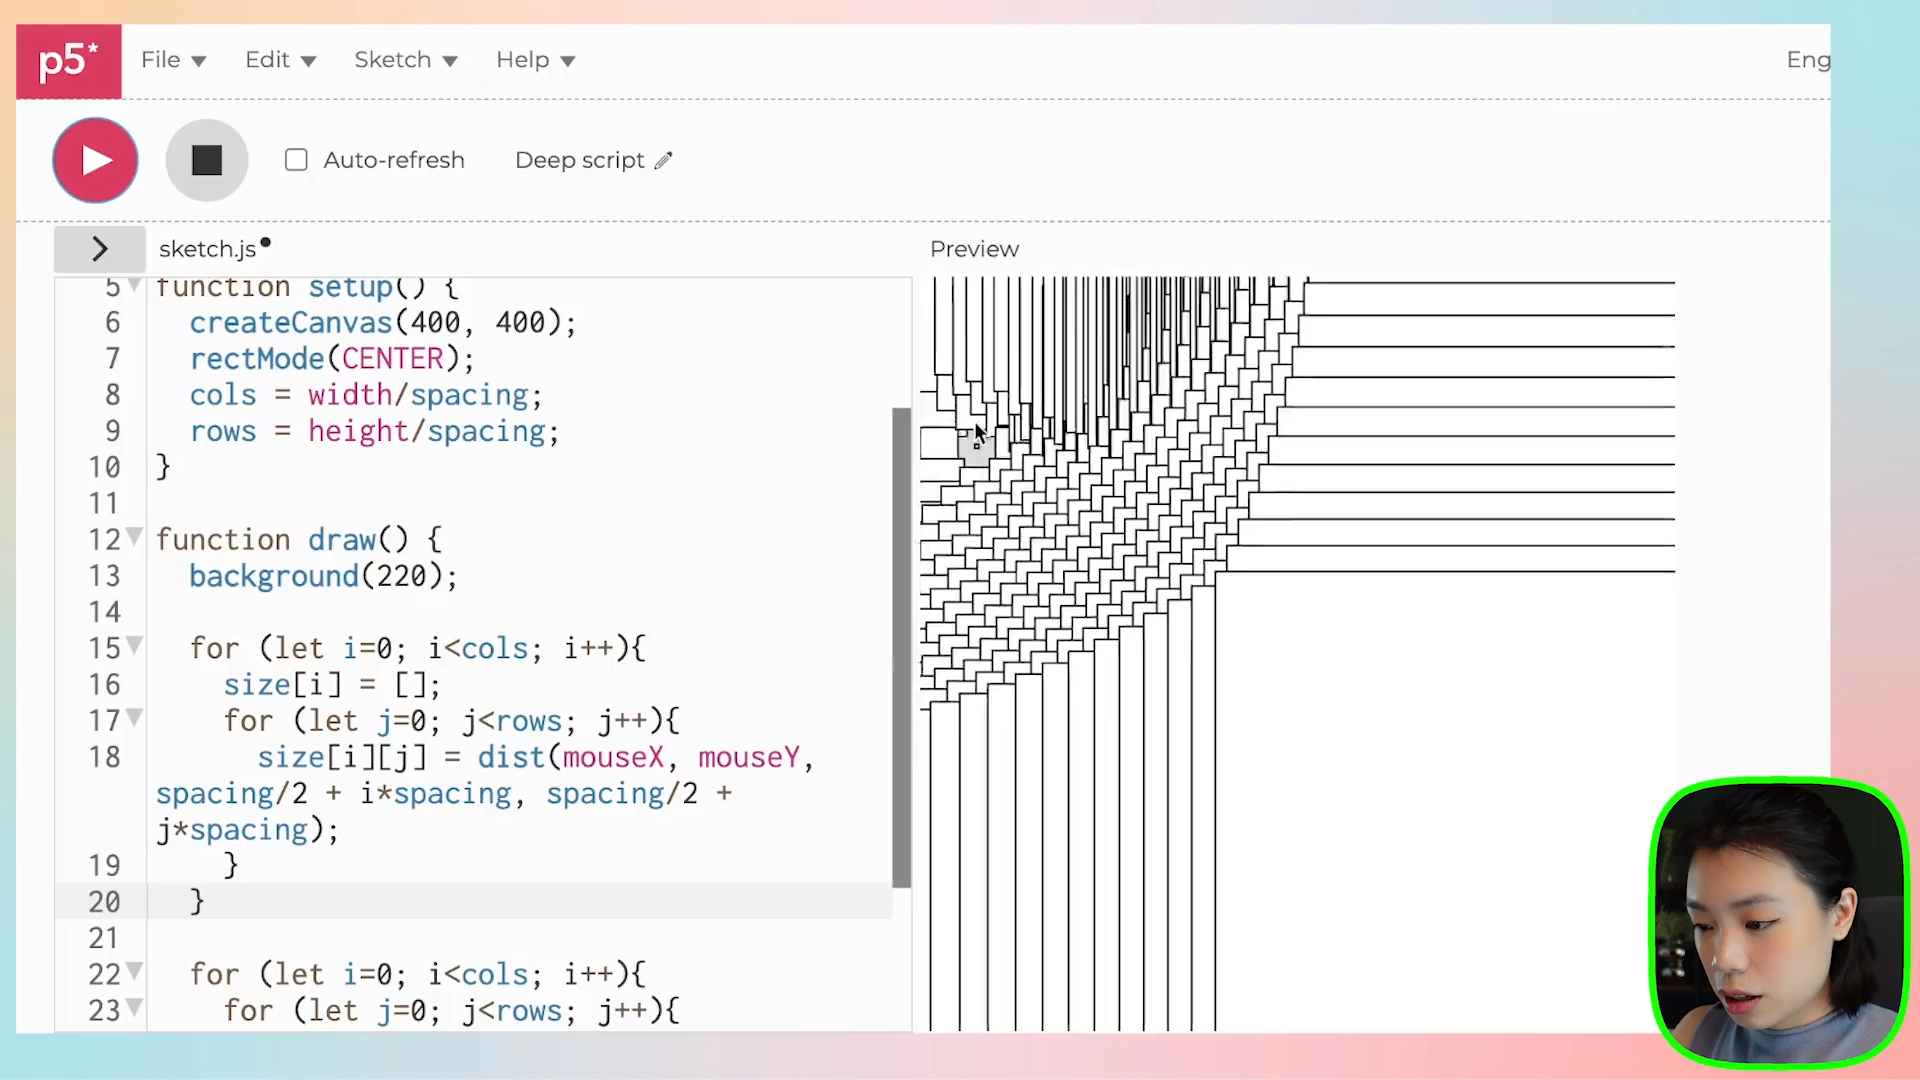 p5* File Edit Sketch Help Eng
Auto-refresh Deep script
> sketch.js Preview
5 function setup() {
6 createCanvas(400, 400);
7 rectMode(CENTER);
8 cols = width/spacing;
9 rows = height/spacing;
10 }
11
12 function draw() {
13 background(220);
14
15 for (let i=0; i<cols; i++){
16 size[i] = [];
17 for (let j=0; j<rows; j++){
18 size[i][j] = dist(mouseX, mouseY,
spacing/2 + i*spacing, spacing/2 +
j*spacing);
19 }
20 }
21
22 for (let i=0; i<cols; i++){
23 for (let j=0; j<rows; j++){